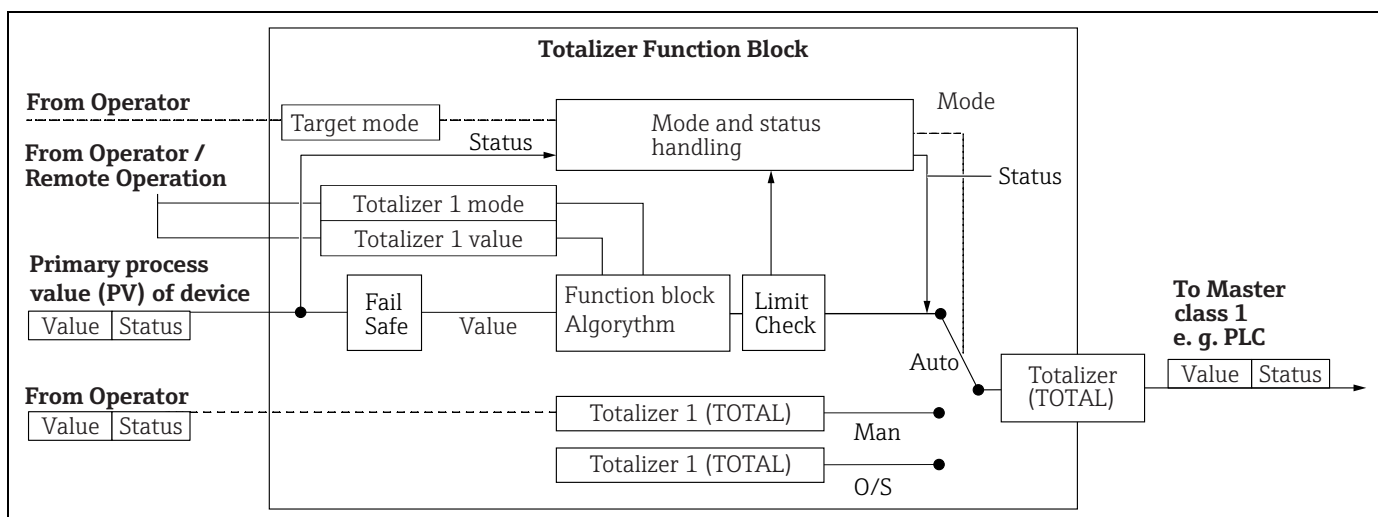 Totalizer Function Block
From Operator
Target mode
Status
Mode and status
handling
Mode
Status
From Operator /
Remote Operation
Totalizer 1 mode
Totalizer 1 value
Primary process
value (PV) of device
Value Status
Fail
Safe
Value
Function block
Algorythm
Limit
Check
Auto
To Master
class 1
e. g. PLC
Totalizer
(TOTAL)
Value Status
From Operator
Value Status
Totalizer 1 (TOTAL)
Man
Totalizer 1 (TOTAL)
O/S